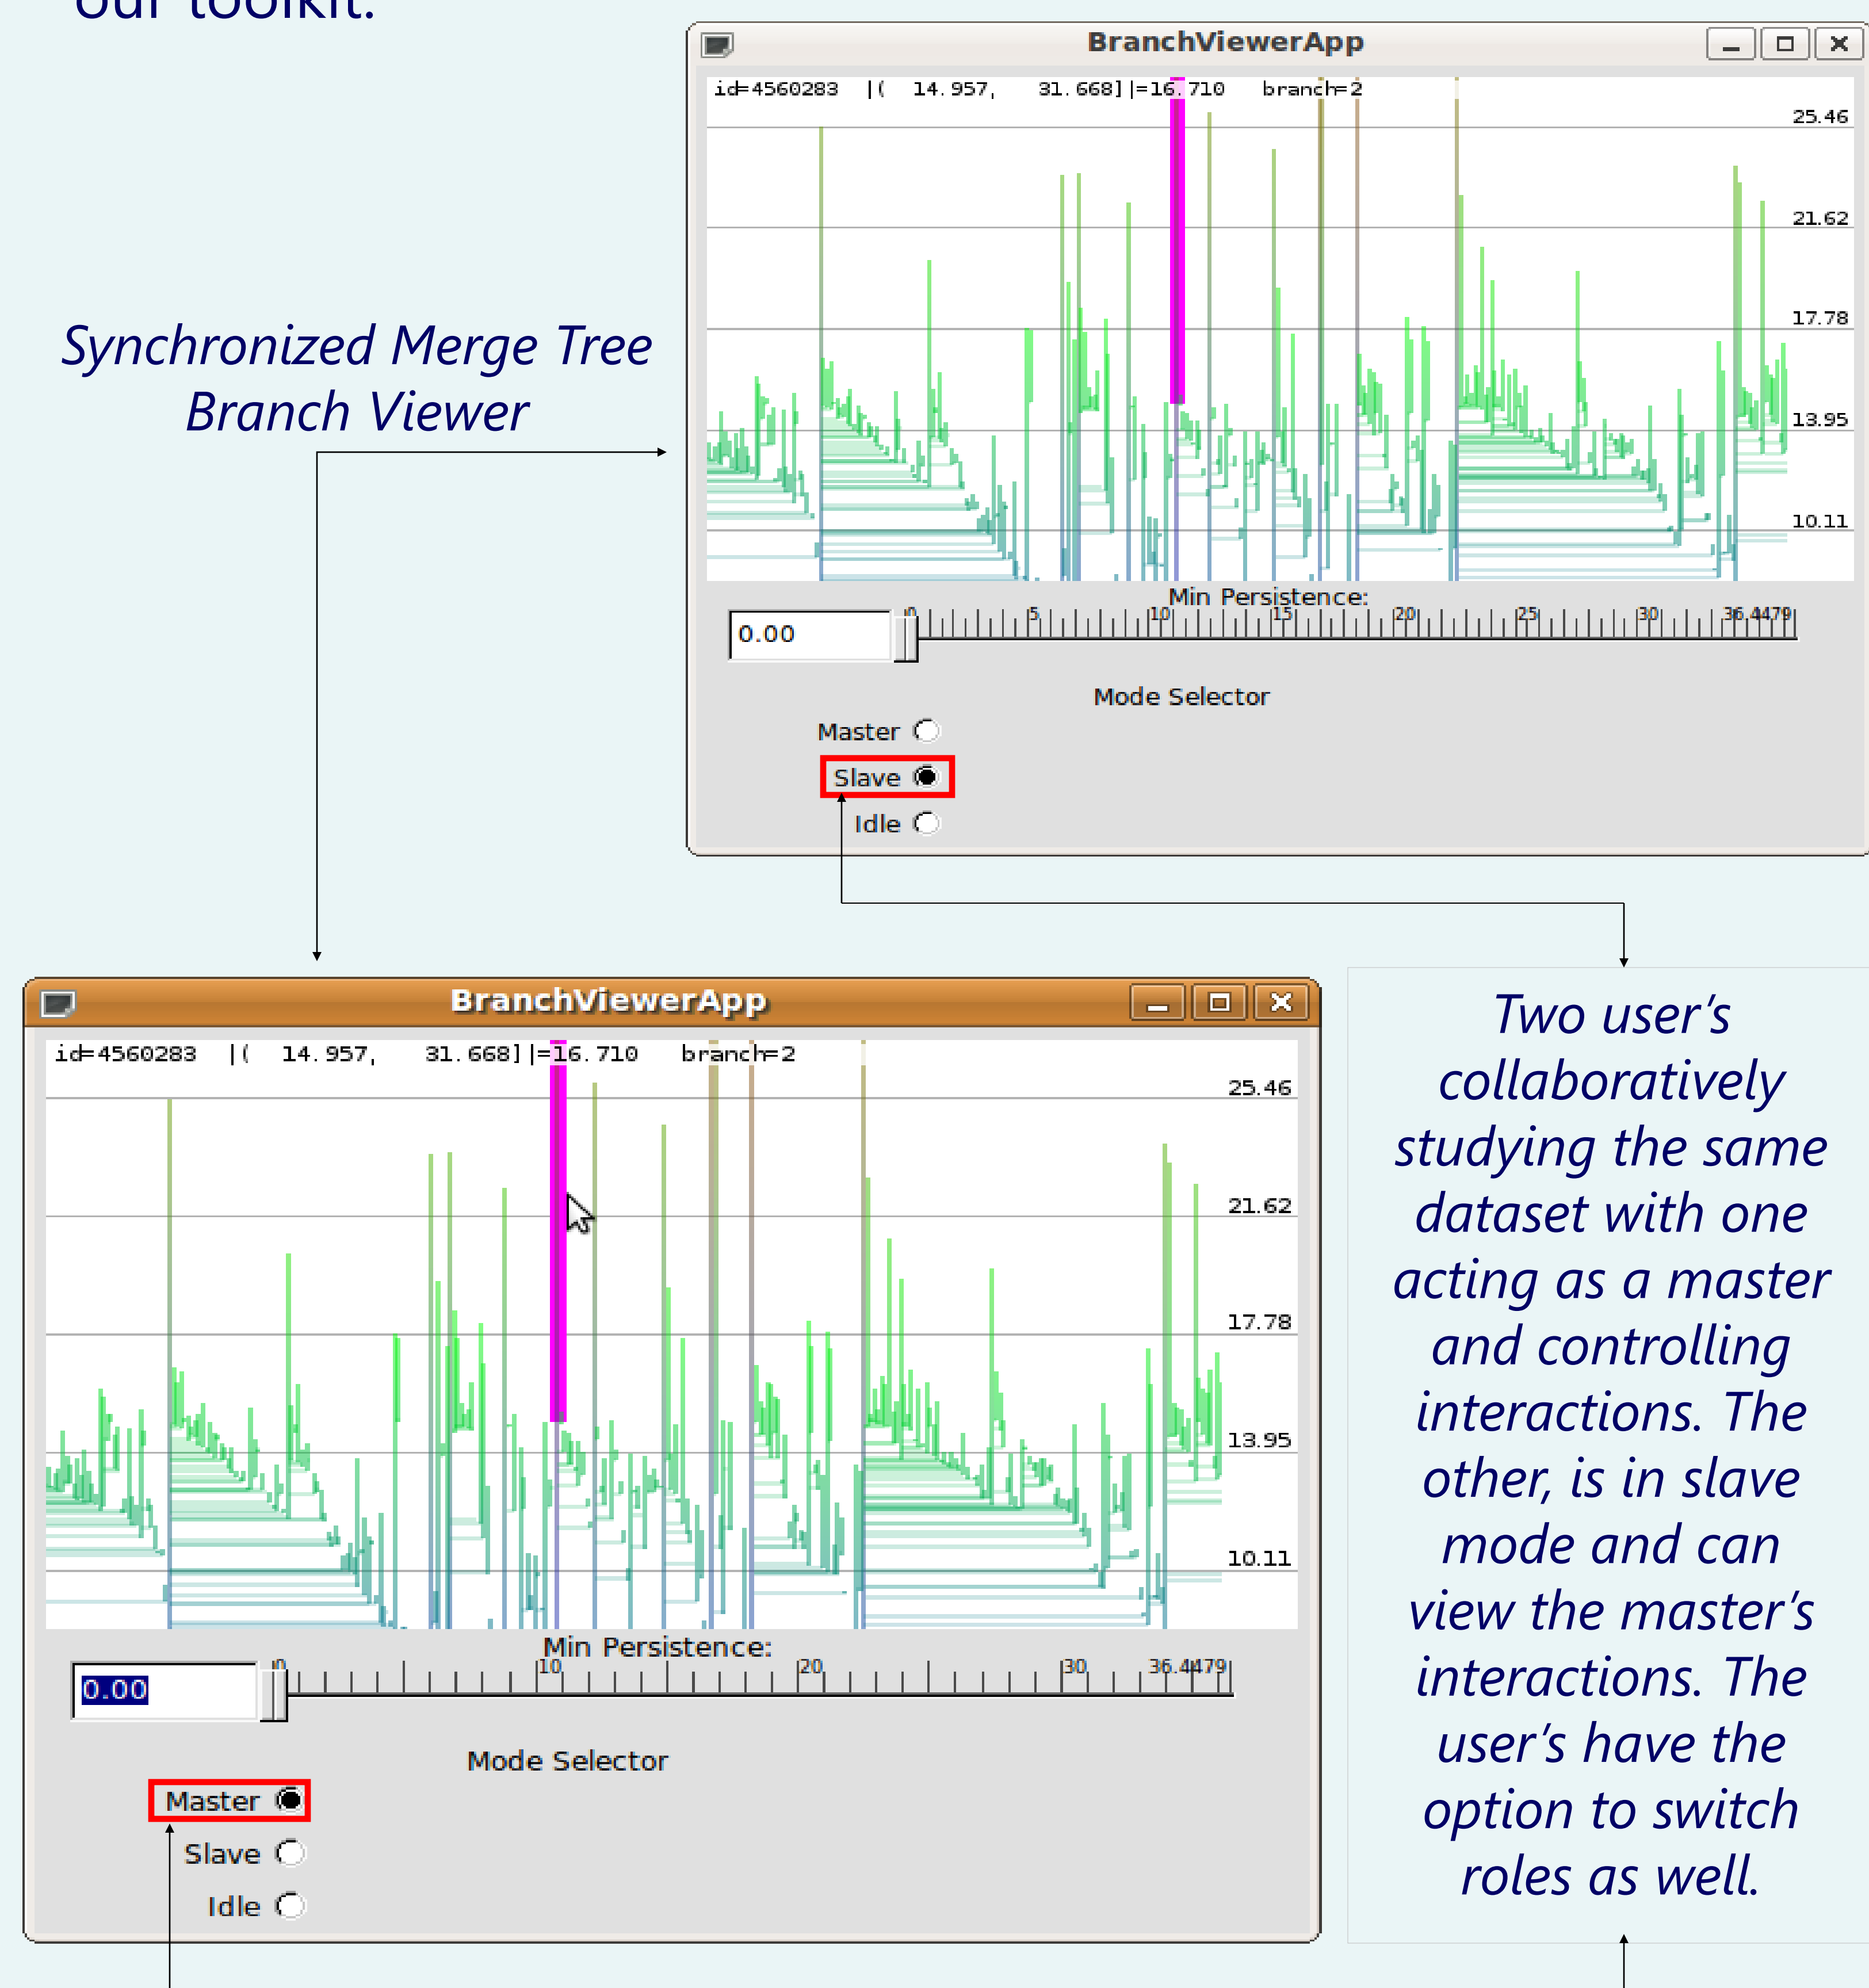 our toolkit.
BranchViewerApp
id=4560283 |( 14.957, 31.668]|=16.710 branch=2
25.46
21.62
17.78
13.95
10.11
Synchronized Merge Tree
Branch Viewer
Min Persistence:
0 5 10 15 20 25 30 36.4479
0.00
Mode Selector
Master
Slave
Idle
BranchViewerApp
id=4560283 |( 14.957, 31.668]|=16.710 branch=2
25.46
21.62
17.78
13.95
10.11
Min Persistence:
0 10 20 30 36.4479
0.00
Mode Selector
Master
Slave
Idle
Two user’s
collaboratively
studying the same
dataset with one
acting as a master
and controlling
interactions. The
other, is in slave
mode and can
view the master’s
interactions. The
user’s have the
option to switch
roles as well.